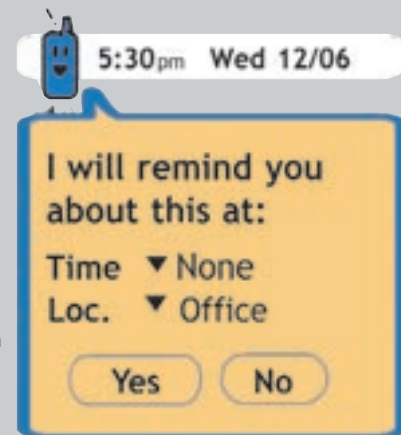 5:30pm Wed 12/06
I will remind you
about this at:
Time ▼ None
Loc. ▼ Office
Yes No